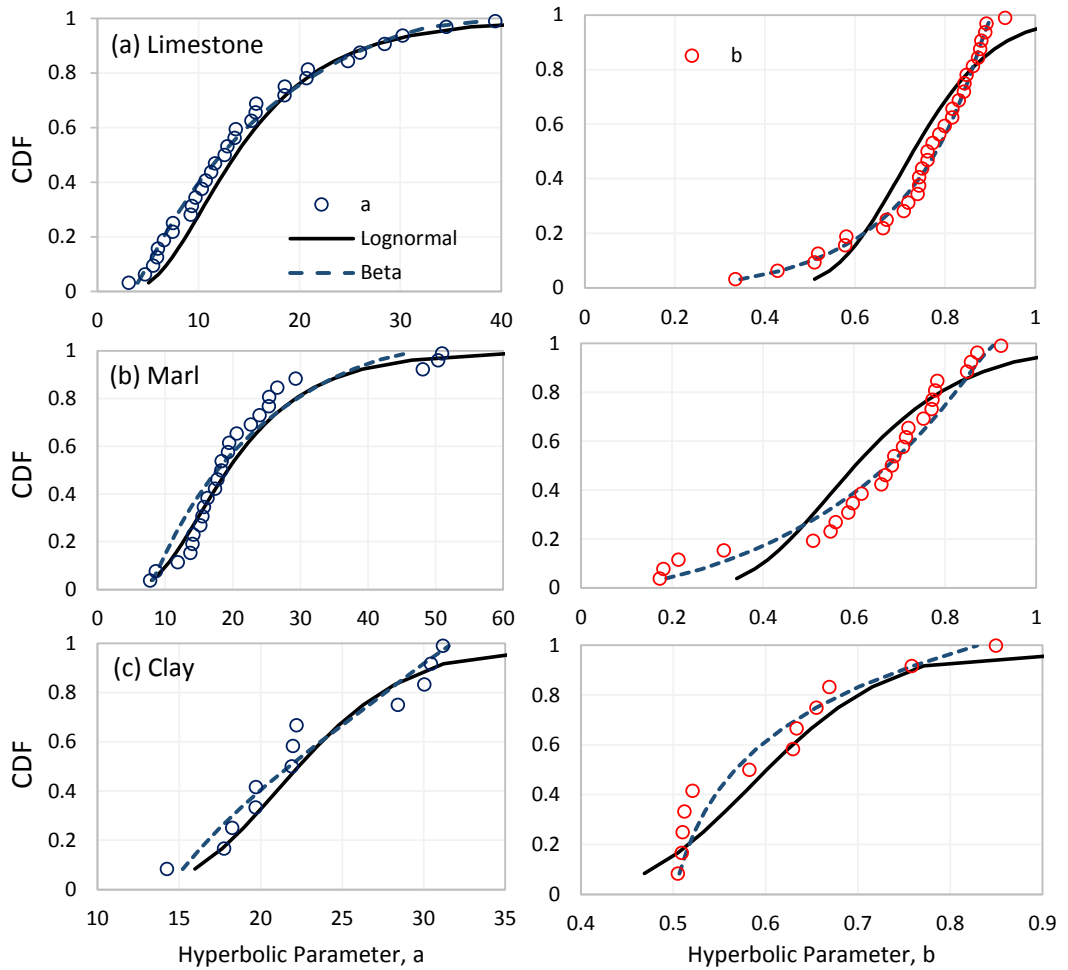 1
0.8
0.6
0.4
0.2
0
CDF
(a) Limestone
a
Lognormal
Beta
0 10 20 30 40
1
0.8
0.6
0.4
0.2
0
b
0 0.2 0.4 0.6 0.8 1
1
0.8
0.6
0.4
0.2
0
CDF
(b) Marl
0 10 20 30 40 50 60
1
0.8
0.6
0.4
0.2
0
0 0.2 0.4 0.6 0.8 1
1
0.8
0.6
0.4
0.2
0
CDF
(c) Clay
10 15 20 25 30 35
Hyperbolic Parameter, a
1
0.8
0.6
0.4
0.2
0
0.4 0.5 0.6 0.7 0.8 0.9
Hyperbolic Parameter, b